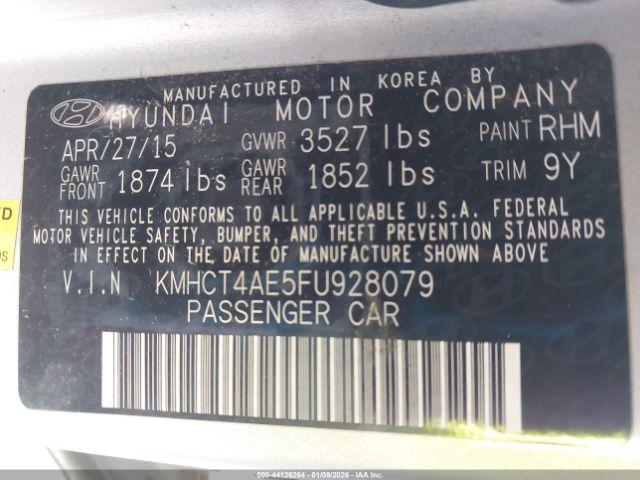 MANUFACTURED IN KOREA BY
HYUNDAI MOTOR COMPANY
APR/27/15 GVWR 3527 lbs PAINT RHM
GAWR FRONT 1874 lbs GAWR REAR 1852 lbs TRIM 9Y
THIS VEHICLE CONFORMS TO ALL APPLICABLE U.S.A. FEDERAL
MOTOR VEHICLE SAFETY, BUMPER, AND THEFT PREVENTION STANDARDS
IN EFFECT ON THE DATE OF MANUFACTURE SHOWN ABOVE
V.I.N KMHCT4AE5FU928079
PASSENGER CAR
000-44126264 | 01/09/2026 | IAA, Inc.